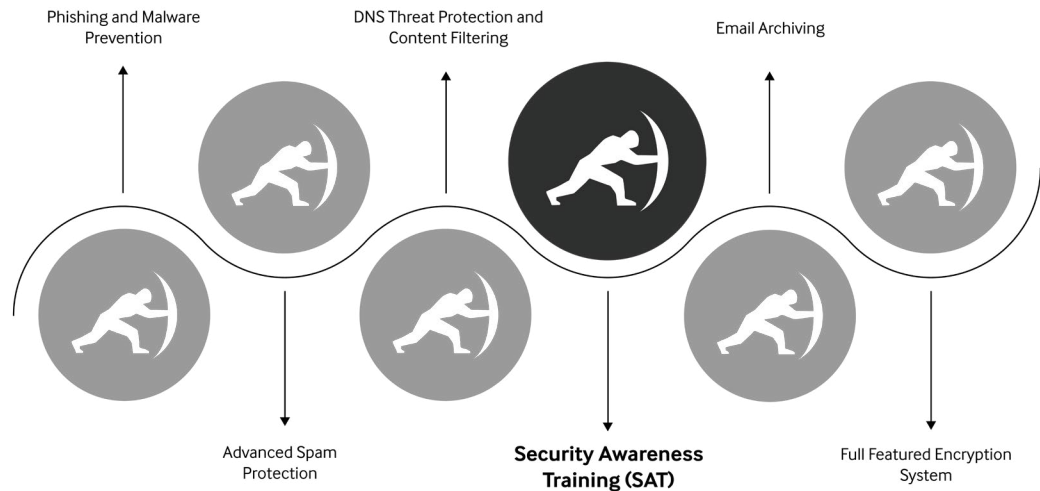 Phishing and Malware
Prevention
DNS Threat Protection and
Content Filtering
Email Archiving
Advanced Spam
Protection
Security Awareness
Training (SAT)
Full Featured Encryption
System